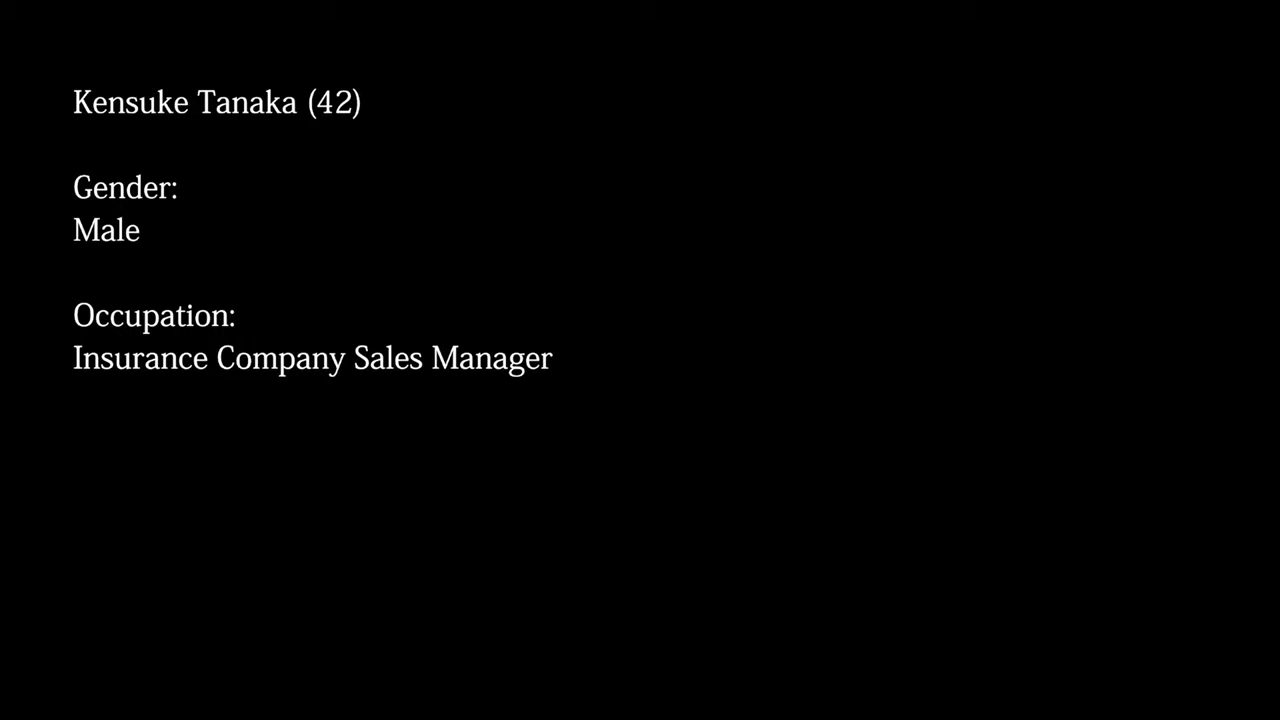 Kensuke Tanaka (42)
Gender:
Male
Occupation:
Insurance Company Sales Manager